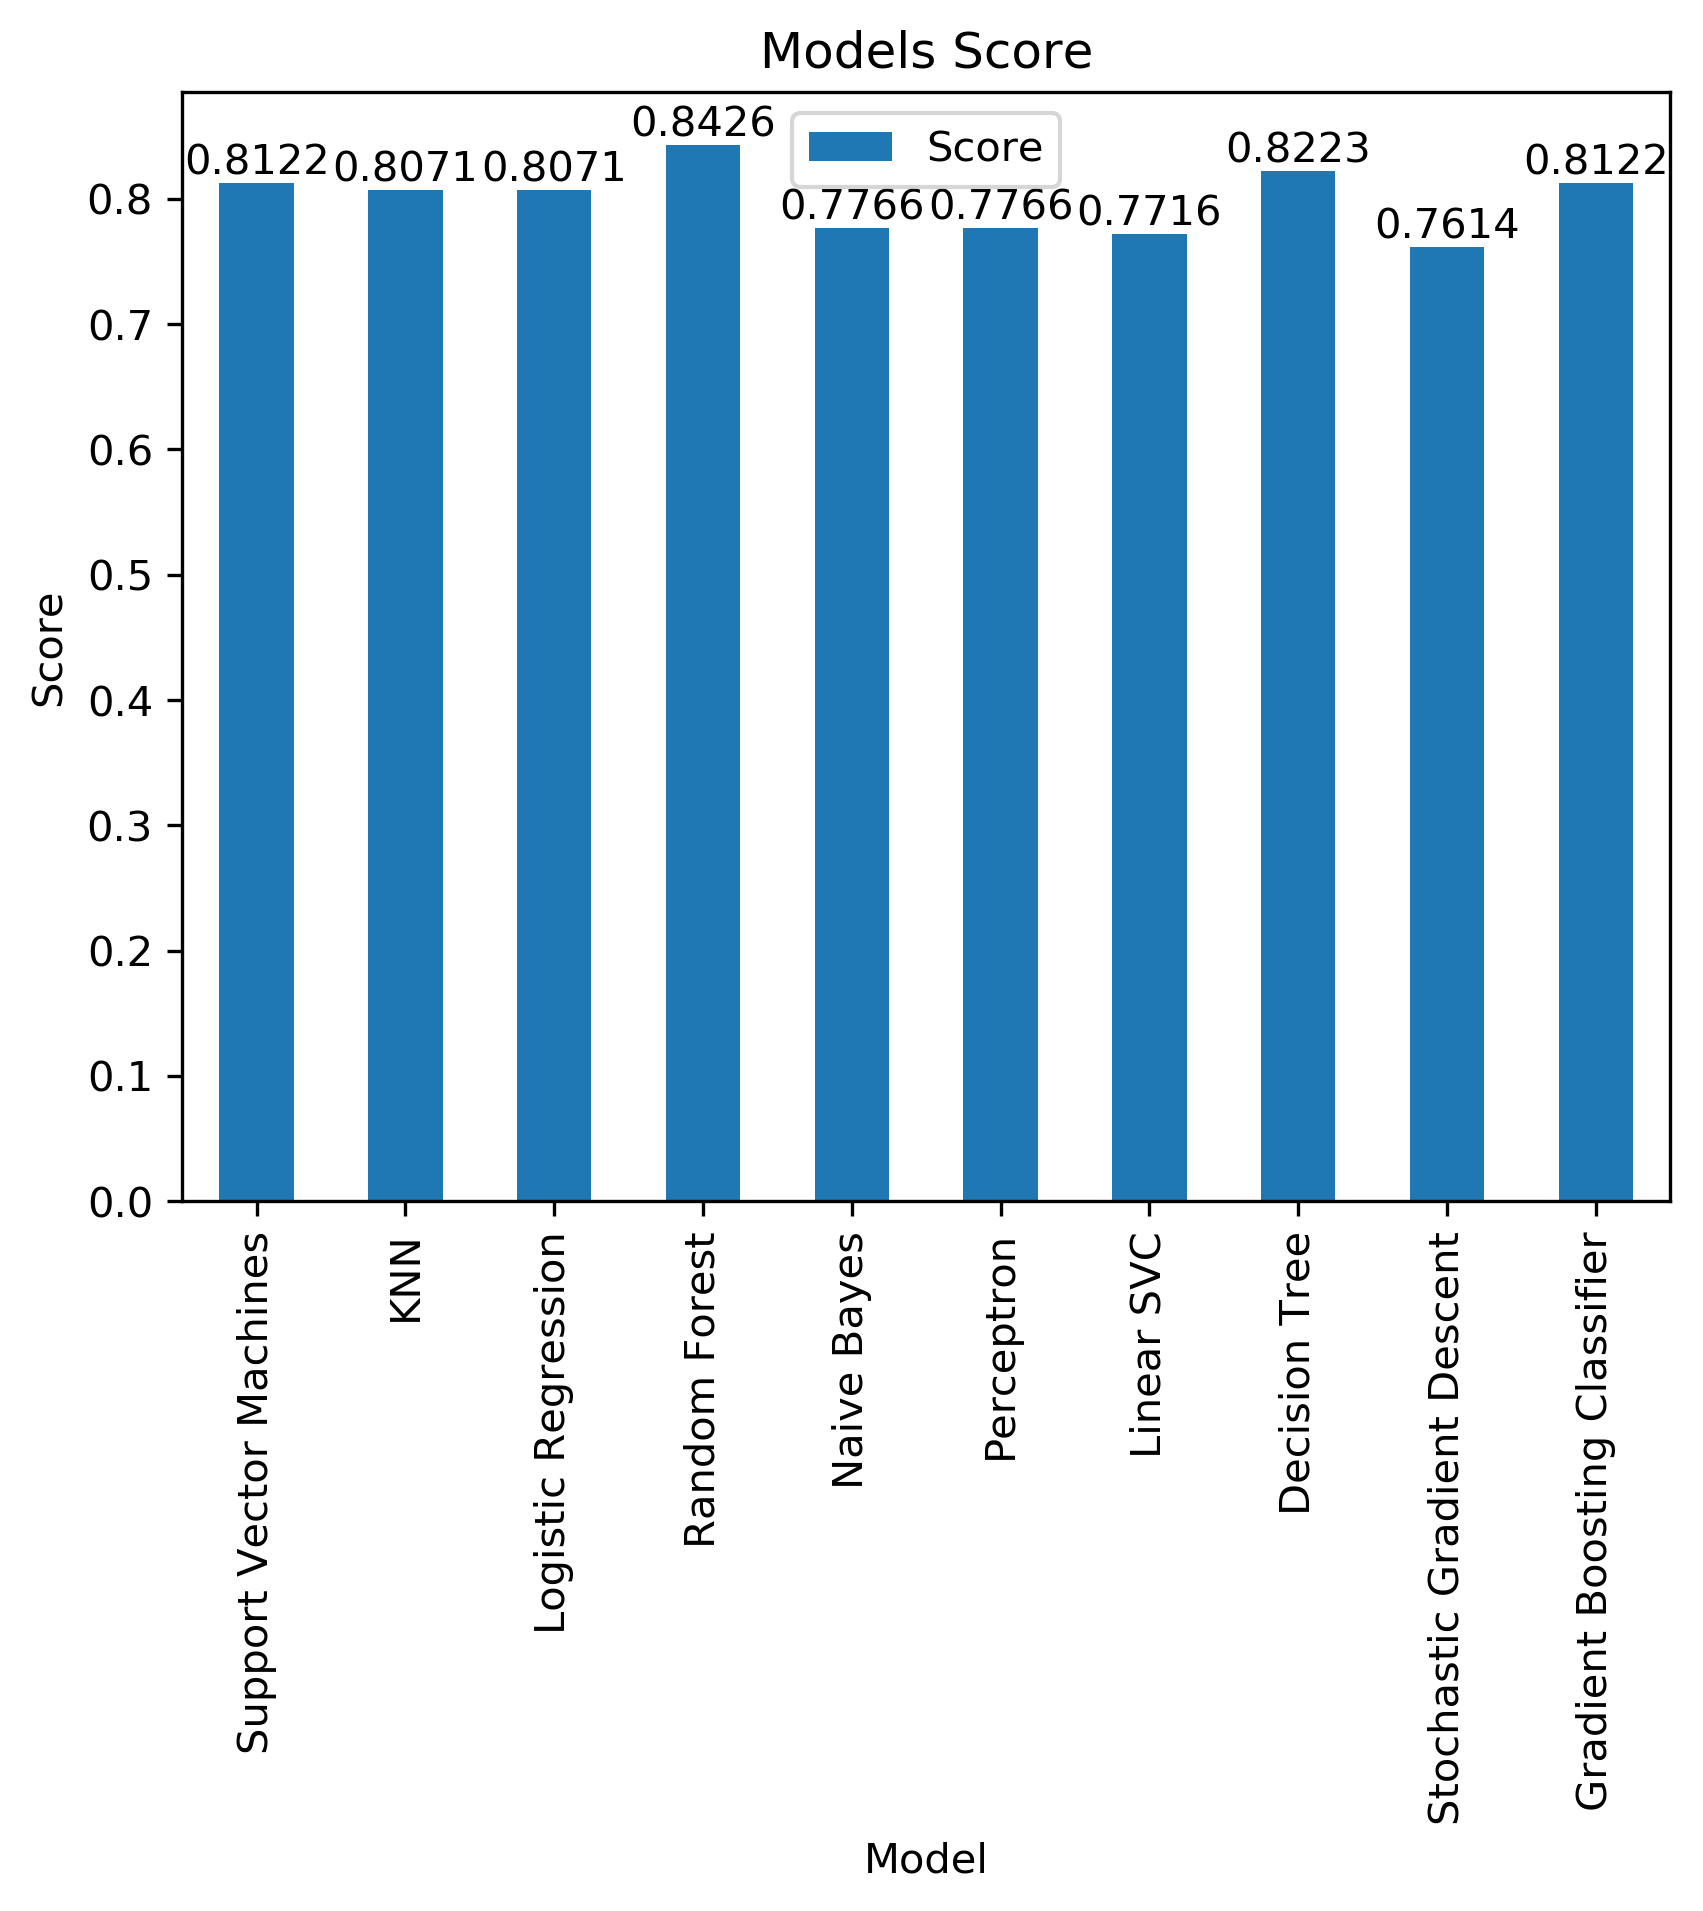 Models Score
Score
0.8122
0.8071
0.8071
0.8426
0.7766
0.7766
0.7716
0.8223
0.7614
0.8122
0.8
0.7
0.6
0.5
0.4
0.3
0.2
0.1
0.0
Score
Support Vector Machines
KNN
Logistic Regression
Random Forest
Naive Bayes
Perceptron
Linear SVC
Decision Tree
Stochastic Gradient Descent
Gradient Boosting Classifier
Model